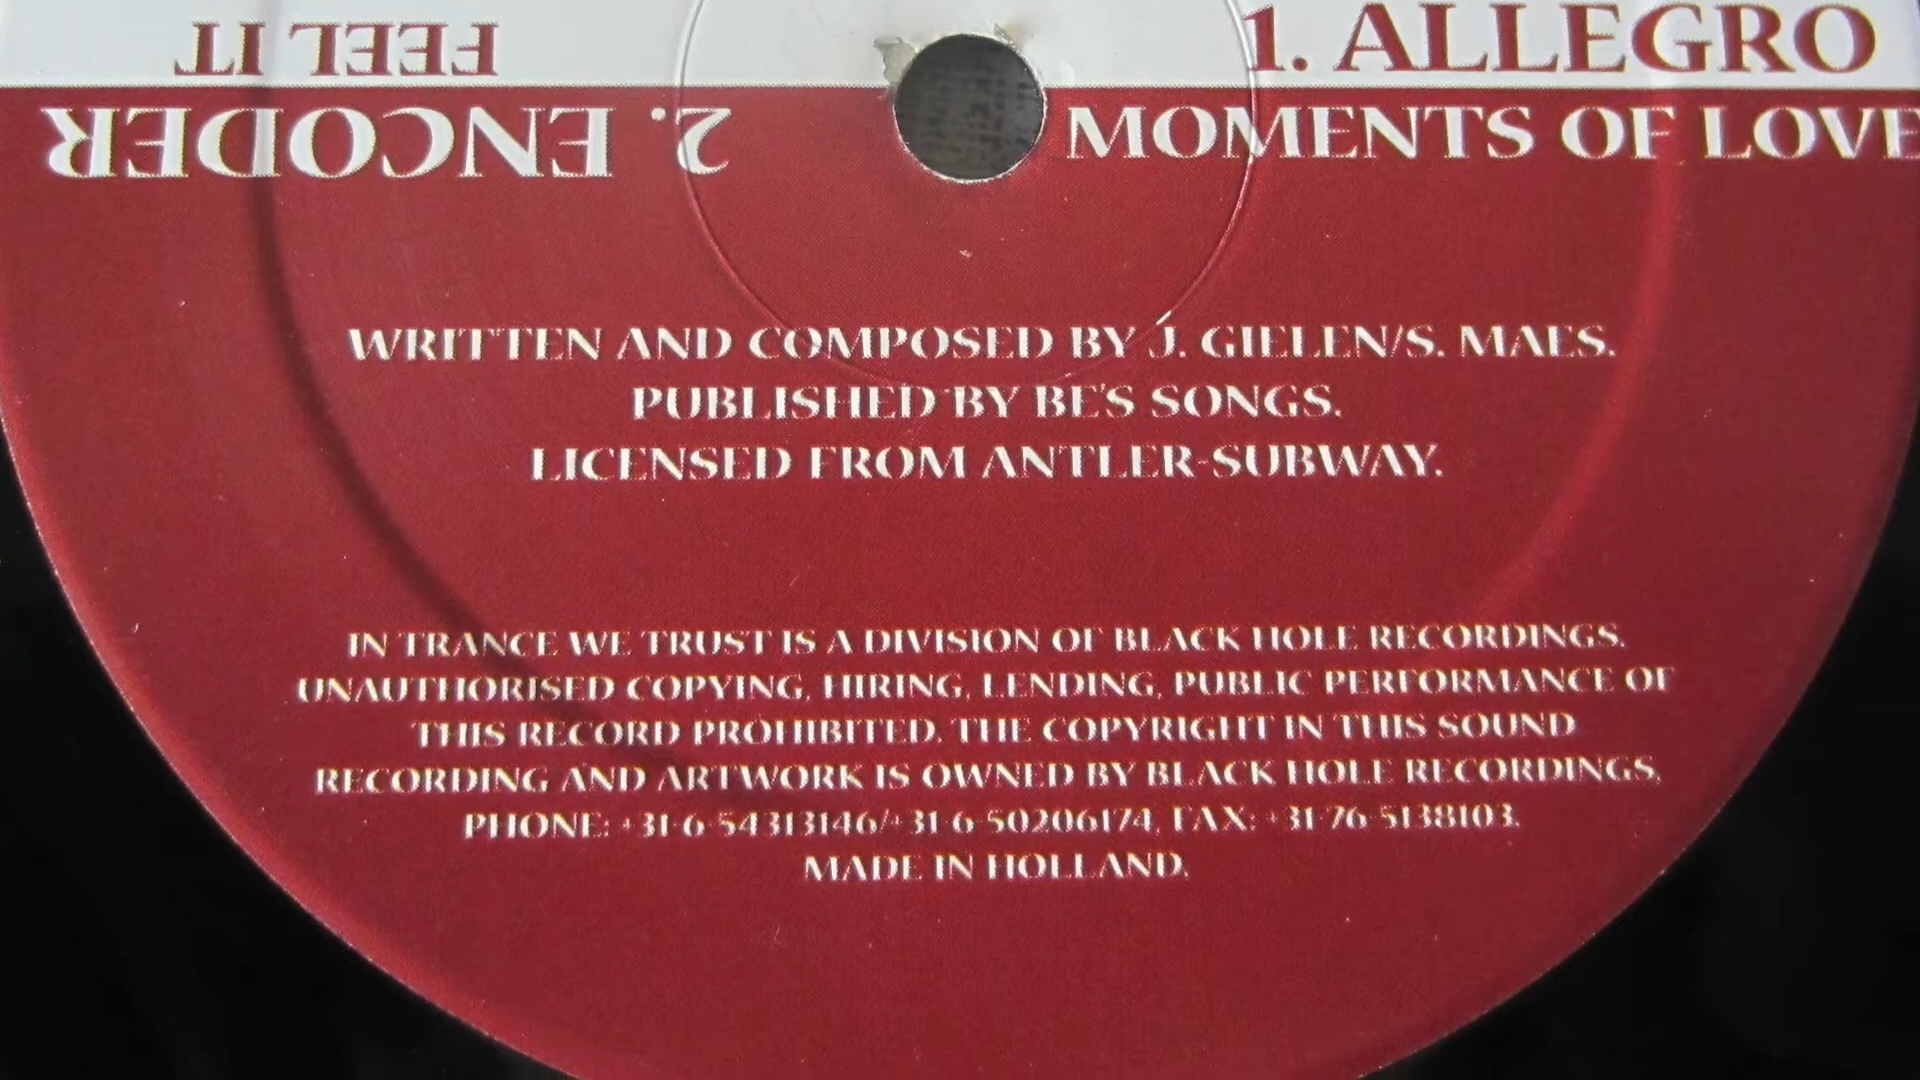 1. ALLEGRO
MOMENTS OF LOVE
2. ENCODER
FEEL IT
WRITTEN AND COMPOSED BY J. GIELEN/S. MAES.
PUBLISHED BY BE'S SONGS.
LICENSED FROM ANTLER-SUBWAY.
IN TRANCE WE TRUST IS A DIVISION OF BLACK HOLE RECORDINGS.
UNAUTHORISED COPYING, HIRING, LENDING, PUBLIC PERFORMANCE OF
THIS RECORD PROHIBITED. THE COPYRIGHT IN THIS SOUND
RECORDING AND ARTWORK IS OWNED BY BLACK HOLE RECORDINGS,
PHONE: +31-6-54313146/+31-6-50206174, FAX: +31-76-5138103.
MADE IN HOLLAND.